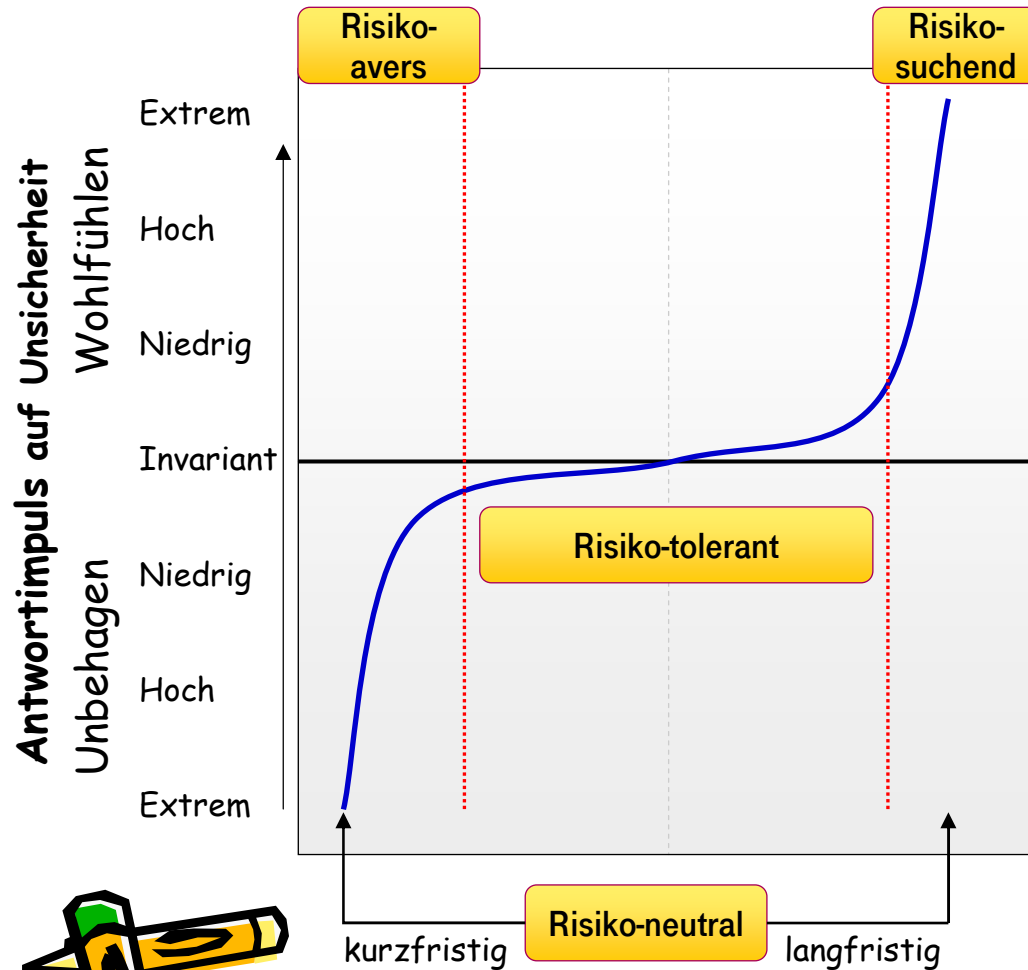 Risiko-
avers
Risiko-
suchend
Antwortimpuls auf Unsicherheit
Wohlfühlen
Unbehagen
Extrem
Hoch
Niedrig
Invariant
Niedrig
Hoch
Extrem
Risiko-tolerant
Risiko-neutral
kurzfristig
langfristig